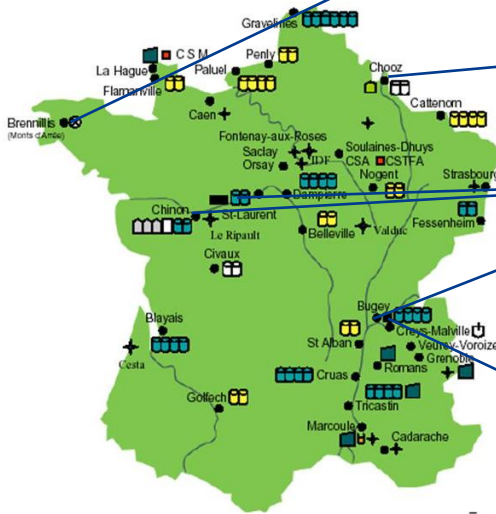 Gravelines
C S M
Penly
La Hague
Paluel
Flamanville
Chooz
Caen
Cattenom
Brennillis
(Monts d'Arrée)
Fontenay-aux-Roses
Saclay
Orsay
IDF
Soulaines-Dhuys
CSA
CSTFA
Nogent
Strasbourg
Dampierre
Chinon
St-Laurent
Le Ripault
Belleville
Valduc
Fessenheim
Civaux
Bugey
Creys-Malville
Blayais
St Alban
Veurey-Voroize
Grenoble
Cesta
Cruas
Romans
Golfech
Tricastin
Marcoule
Cadarache